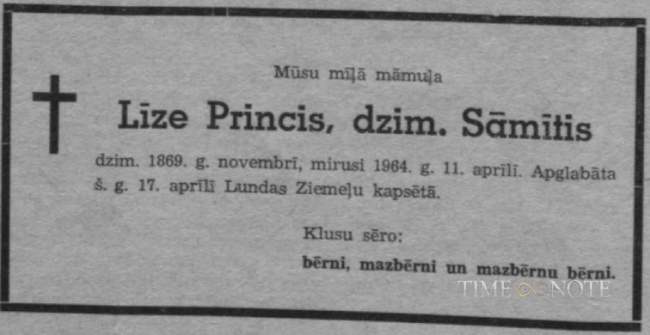 Mūsu mīļā māmuļa
Līze Princis, dzim. Sāmītis
dzim. 1869. g. novembrī, mirusi 1964. g. 11. aprīlī. Apglabāta
š. g. 17. aprīlī Lundas Ziemeļu kapsētā.
Klusu sēro:
bērni, mazbērni un mazbērnu bērni.
TIME NOTE